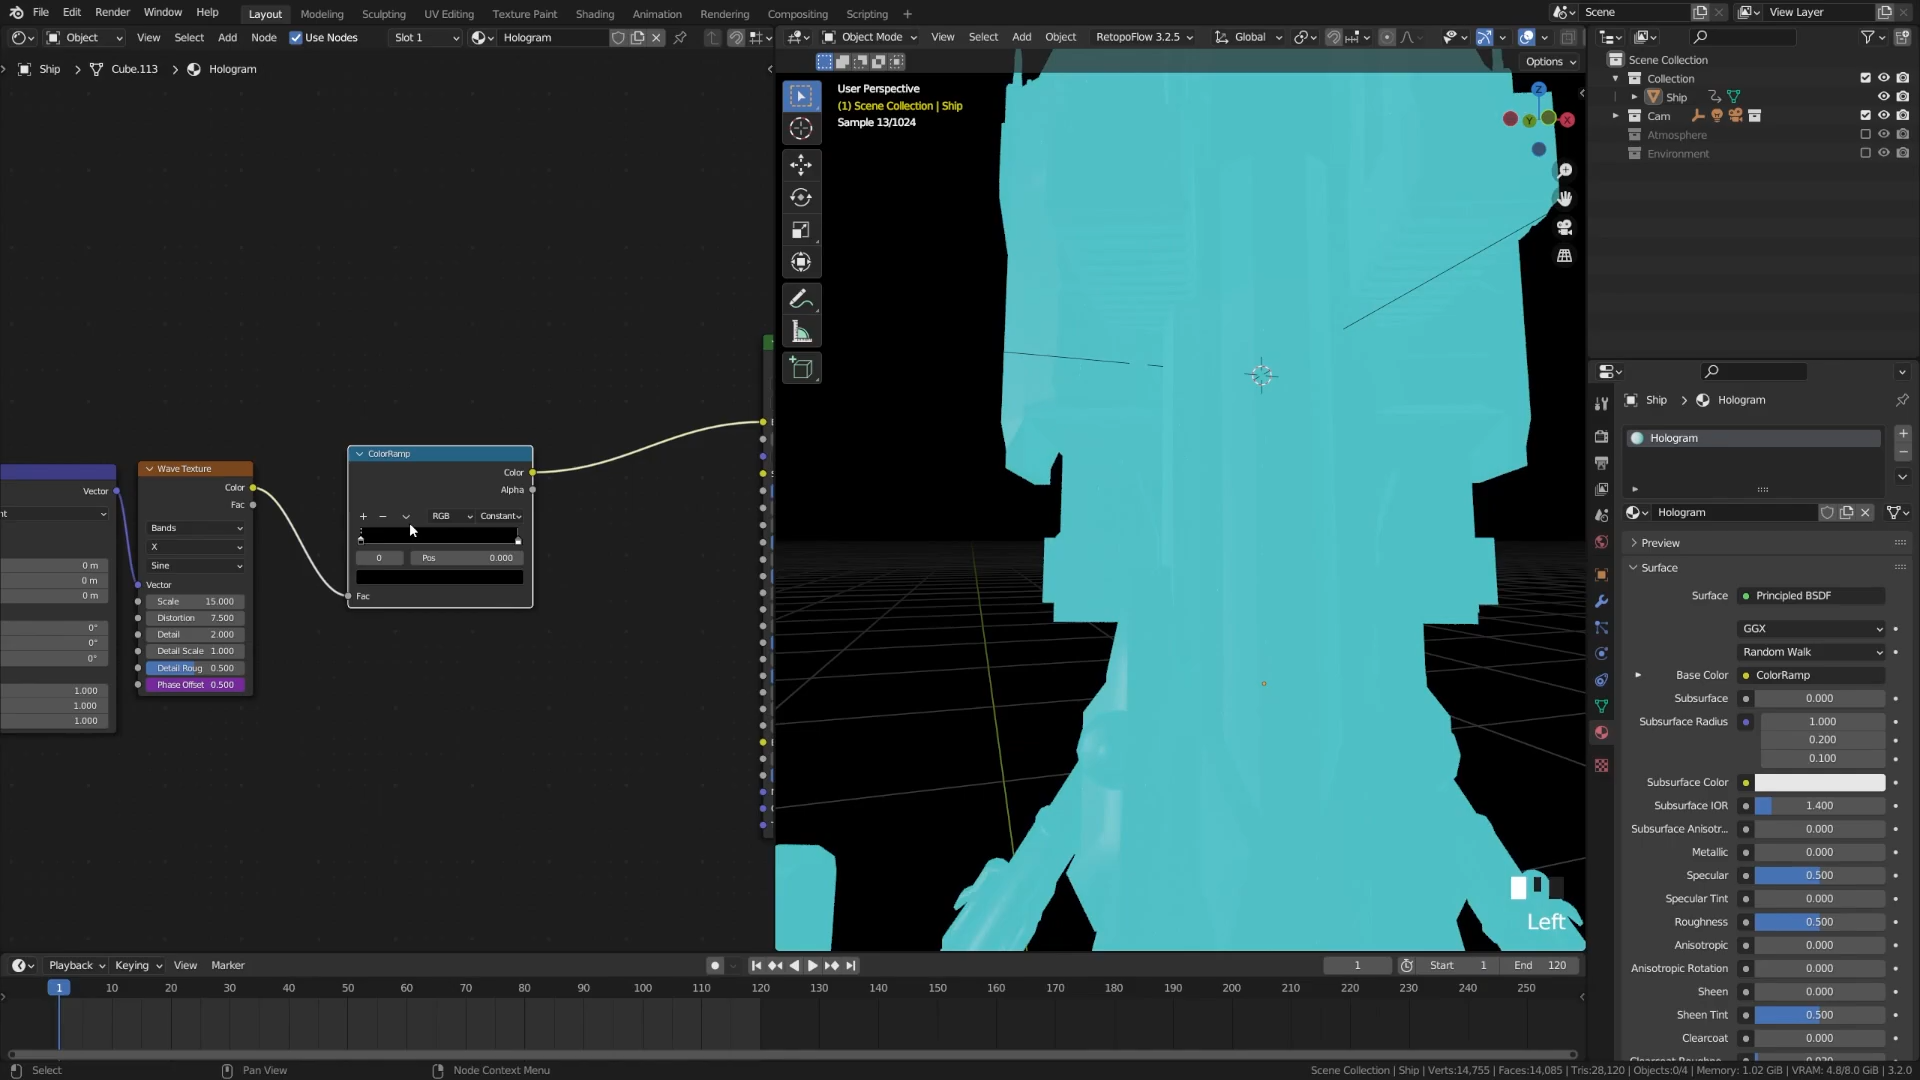 File Edit Render Window Help Layout Modeling Sculpting UV Editing Texture Paint Shading Animation Rendering Compositing Scripting + Scene View Layer
Object View Select Add Node Use Nodes Slot 1 Hologram Object Mode View Select Add Object RetopoFlow 3.2.5 Global
Ship > Cube.113 > Hologram
Options
User Perspective
(1) Scene Collection | Ship
Sample 13/1024
Z
Y
X
Vector
nt
0 m
0 m
0 m
0°
0°
0°
1.000
1.000
1.000
Wave Texture
Color
Fac
Bands
X
Sine
Vector
Scale 15.000
Distortion 7.500
Detail 2.000
Detail Scale 1.000
Detail Roug 0.500
Phase Offset 0.500
ColorRamp
Color
Alpha
+ − RGB Constant
0 Pos 0.000
Fac
Left
Scene Collection
Collection
Ship
Cam
Atmosphere
Environment
Ship > Hologram
Hologram
Hologram
Preview
Surface
Surface Principled BSDF
GGX
Random Walk
Base Color ColorRamp
Subsurface 0.000
Subsurface Radius 1.000
0.200
0.100
Subsurface Color
Subsurface IOR 1.400
Subsurface Anisotr... 0.000
Metallic 0.000
Specular 0.500
Specular Tint 0.000
Roughness 0.500
Anisotropic 0.000
Anisotropic Rotation 0.000
Sheen 0.000
Sheen Tint 0.500
Clearcoat 0.000
Playback Keying View Marker 1 Start 1 End 120
1 10 20 30 40 50 60 70 80 90 100 110 120 130 140 150 160 170 180 190 200 210 220 230 240 250
Select Pan View Node Context Menu Scene Collection | Ship | Verts:14,755 | Faces:14,085 | Tris:28,120 | Objects:0/4 | Memory: 1.02 GiB | VRAM: 4.8/8.0 GiB | 3.2.0